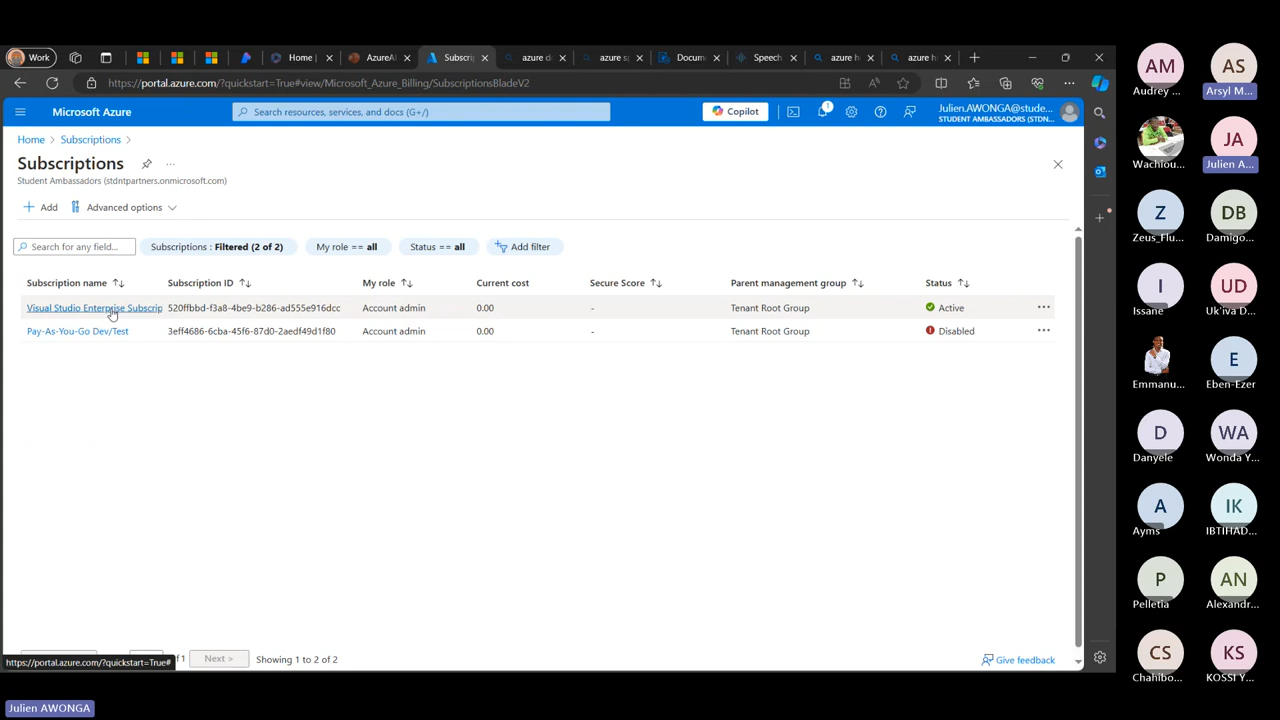 Work
Home |
AzureAI
Subscrip
azure d
azure s
Docum
Speech
azure h
azure h
https://portal.azure.com/?quickstart=True#view/Microsoft_Azure_Billing/SubscriptionsBladeV2
Microsoft Azure
Search resources, services, and docs (G+/)
Copilot
1
Julien.AWONGA@stude...
STUDENT AMBASSADORS (STDN...
Home > Subscriptions >
Subscriptions
...
Student Ambassadors (stdntpartners.onmicrosoft.com)
Add
Advanced options
Search for any field...
Subscriptions : Filtered (2 of 2)
My role == all
Status == all
Add filter
Subscription name Subscription ID My role Current cost Secure Score Parent management group Status
Visual Studio Enterprise Subscrip 520ffbbd-f3a8-4be9-b286-ad555e916dcc Account admin 0.00 - Tenant Root Group Active ...
Pay-As-You-Go Dev/Test 3eff4686-6cba-45f6-87d0-2aedf49d1f80 Account admin 0.00 - Tenant Root Group Disabled ...
of 1
Next >
Showing 1 to 2 of 2
Give feedback
https://portal.azure.com/?quickstart=True#
Julien AWONGA
AM
Audrey ...
AS
Arsyl M...
Wachiou...
JA
Julien A...
Z
Zeus_Flu...
DB
Damigo...
I
Issane
UD
Uk'iva D...
Emmanu...
E
Eben-Ezer
D
Danyele
WA
Wonda Y...
A
Ayms
IK
IBTIHAD...
P
Pelletia
AN
Alexandr...
CS
Chahibo...
KS
KOSSI Y...